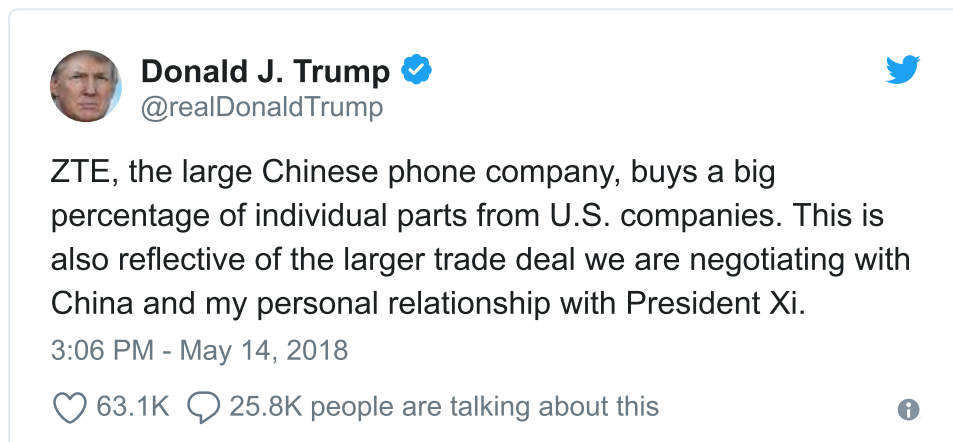 Donald J. Trump
@realDonaldTrump
ZTE, the large Chinese phone company, buys a big
percentage of individual parts from U.S. companies. This is
also reflective of the larger trade deal we are negotiating with
China and my personal relationship with President Xi.
3:06 PM - May 14, 2018
63.1K 25.8K people are talking about this